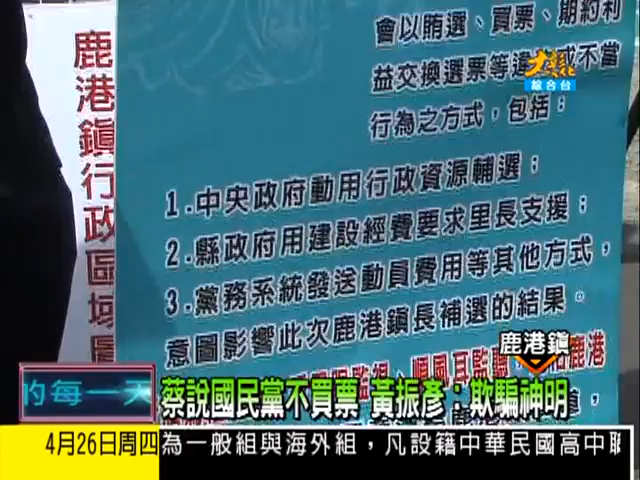 會以賄選、買票、期約利
益交換選票等違 或不當
行為之方式，包括：
1.中央政府動用行政資源輔選；
2.縣政府用建設經費要求里長支援；
3.黨務系統發送動員費用等其他方式，
意圖影響此次鹿港鎮長補選的結果。
鹿港鎮行政區域
綜合台
鹿港鎮
的每一天
蔡說國民黨不買票 黃振彥：欺騙神明
4月26日周四
為一般組與海外組，凡設籍中華民國高中